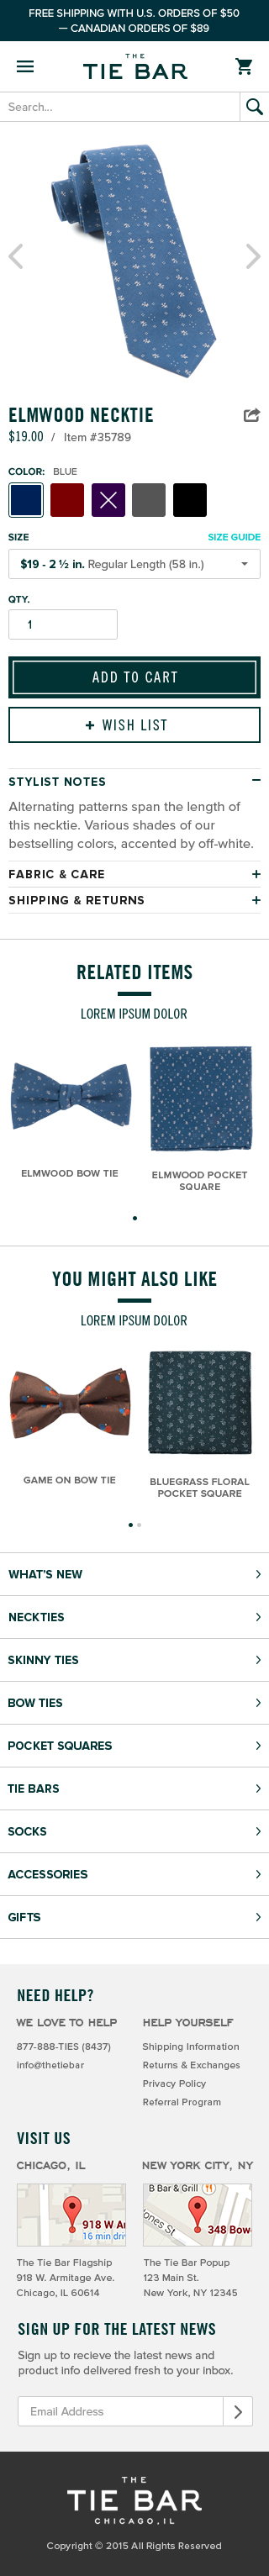 FREE SHIPPING WITH U.S. ORDERS OF $50
— CANADIAN ORDERS OF $89
THE
TIE BAR
Search...
ELMWOOD NECKTIE
$19.00 / Item #35789
COLOR: BLUE
SIZE SIZE GUIDE
$19 - 2 ½ in. Regular Length (58 in.)
QTY.
1
ADD TO CART
+ WISH LIST
STYLIST NOTES −
Alternating patterns span the length of
this necktie. Various shades of our
bestselling colors, accented by off-white.
FABRIC & CARE +
SHIPPING & RETURNS +
RELATED ITEMS
LOREM IPSUM DOLOR
ELMWOOD BOW TIE
ELMWOOD POCKET
SQUARE
YOU MIGHT ALSO LIKE
LOREM IPSUM DOLOR
GAME ON BOW TIE
BLUEGRASS FLORAL
POCKET SQUARE
WHAT'S NEW
NECKTIES
SKINNY TIES
BOW TIES
POCKET SQUARES
TIE BARS
SOCKS
ACCESSORIES
GIFTS
NEED HELP?
WE LOVE TO HELP
877-888-TIES (8437)
info@thetiebar
HELP YOURSELF
Shipping Information
Returns & Exchanges
Privacy Policy
Referral Program
VISIT US
CHICAGO, IL
918 W Ar
16 min driv
The Tie Bar Flagship
918 W. Armitage Ave.
Chicago, IL 60614
NEW YORK CITY, NY
B Bar & Grill
Jones St
348 Bow
The Tie Bar Popup
123 Main St.
New York, NY 12345
SIGN UP FOR THE LATEST NEWS
Sign up to recieve the latest news and
product info delivered fresh to your inbox.
Email Address
THE
TIE BAR
CHICAGO, IL
Copyright © 2015 All Rights Reserved